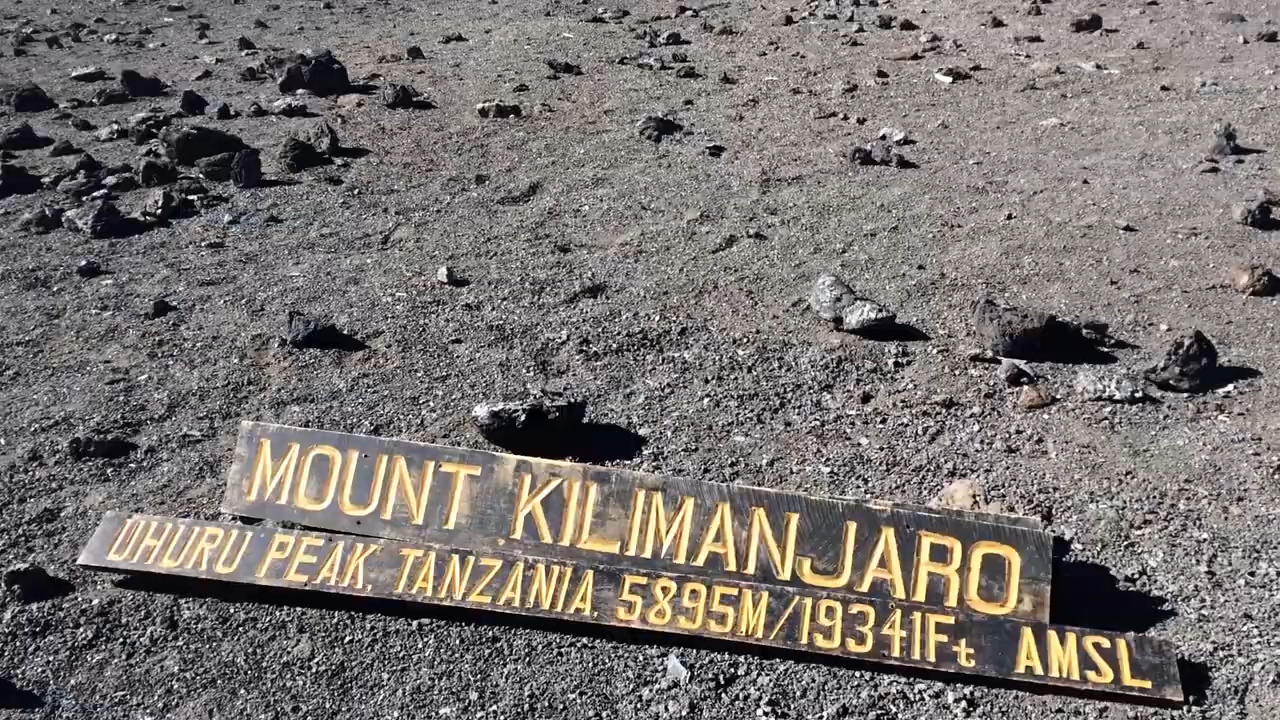 MOUNT KILIMANJARO
UHURU PEAK, TANZANIA, 5895M/19341Ft AMSL